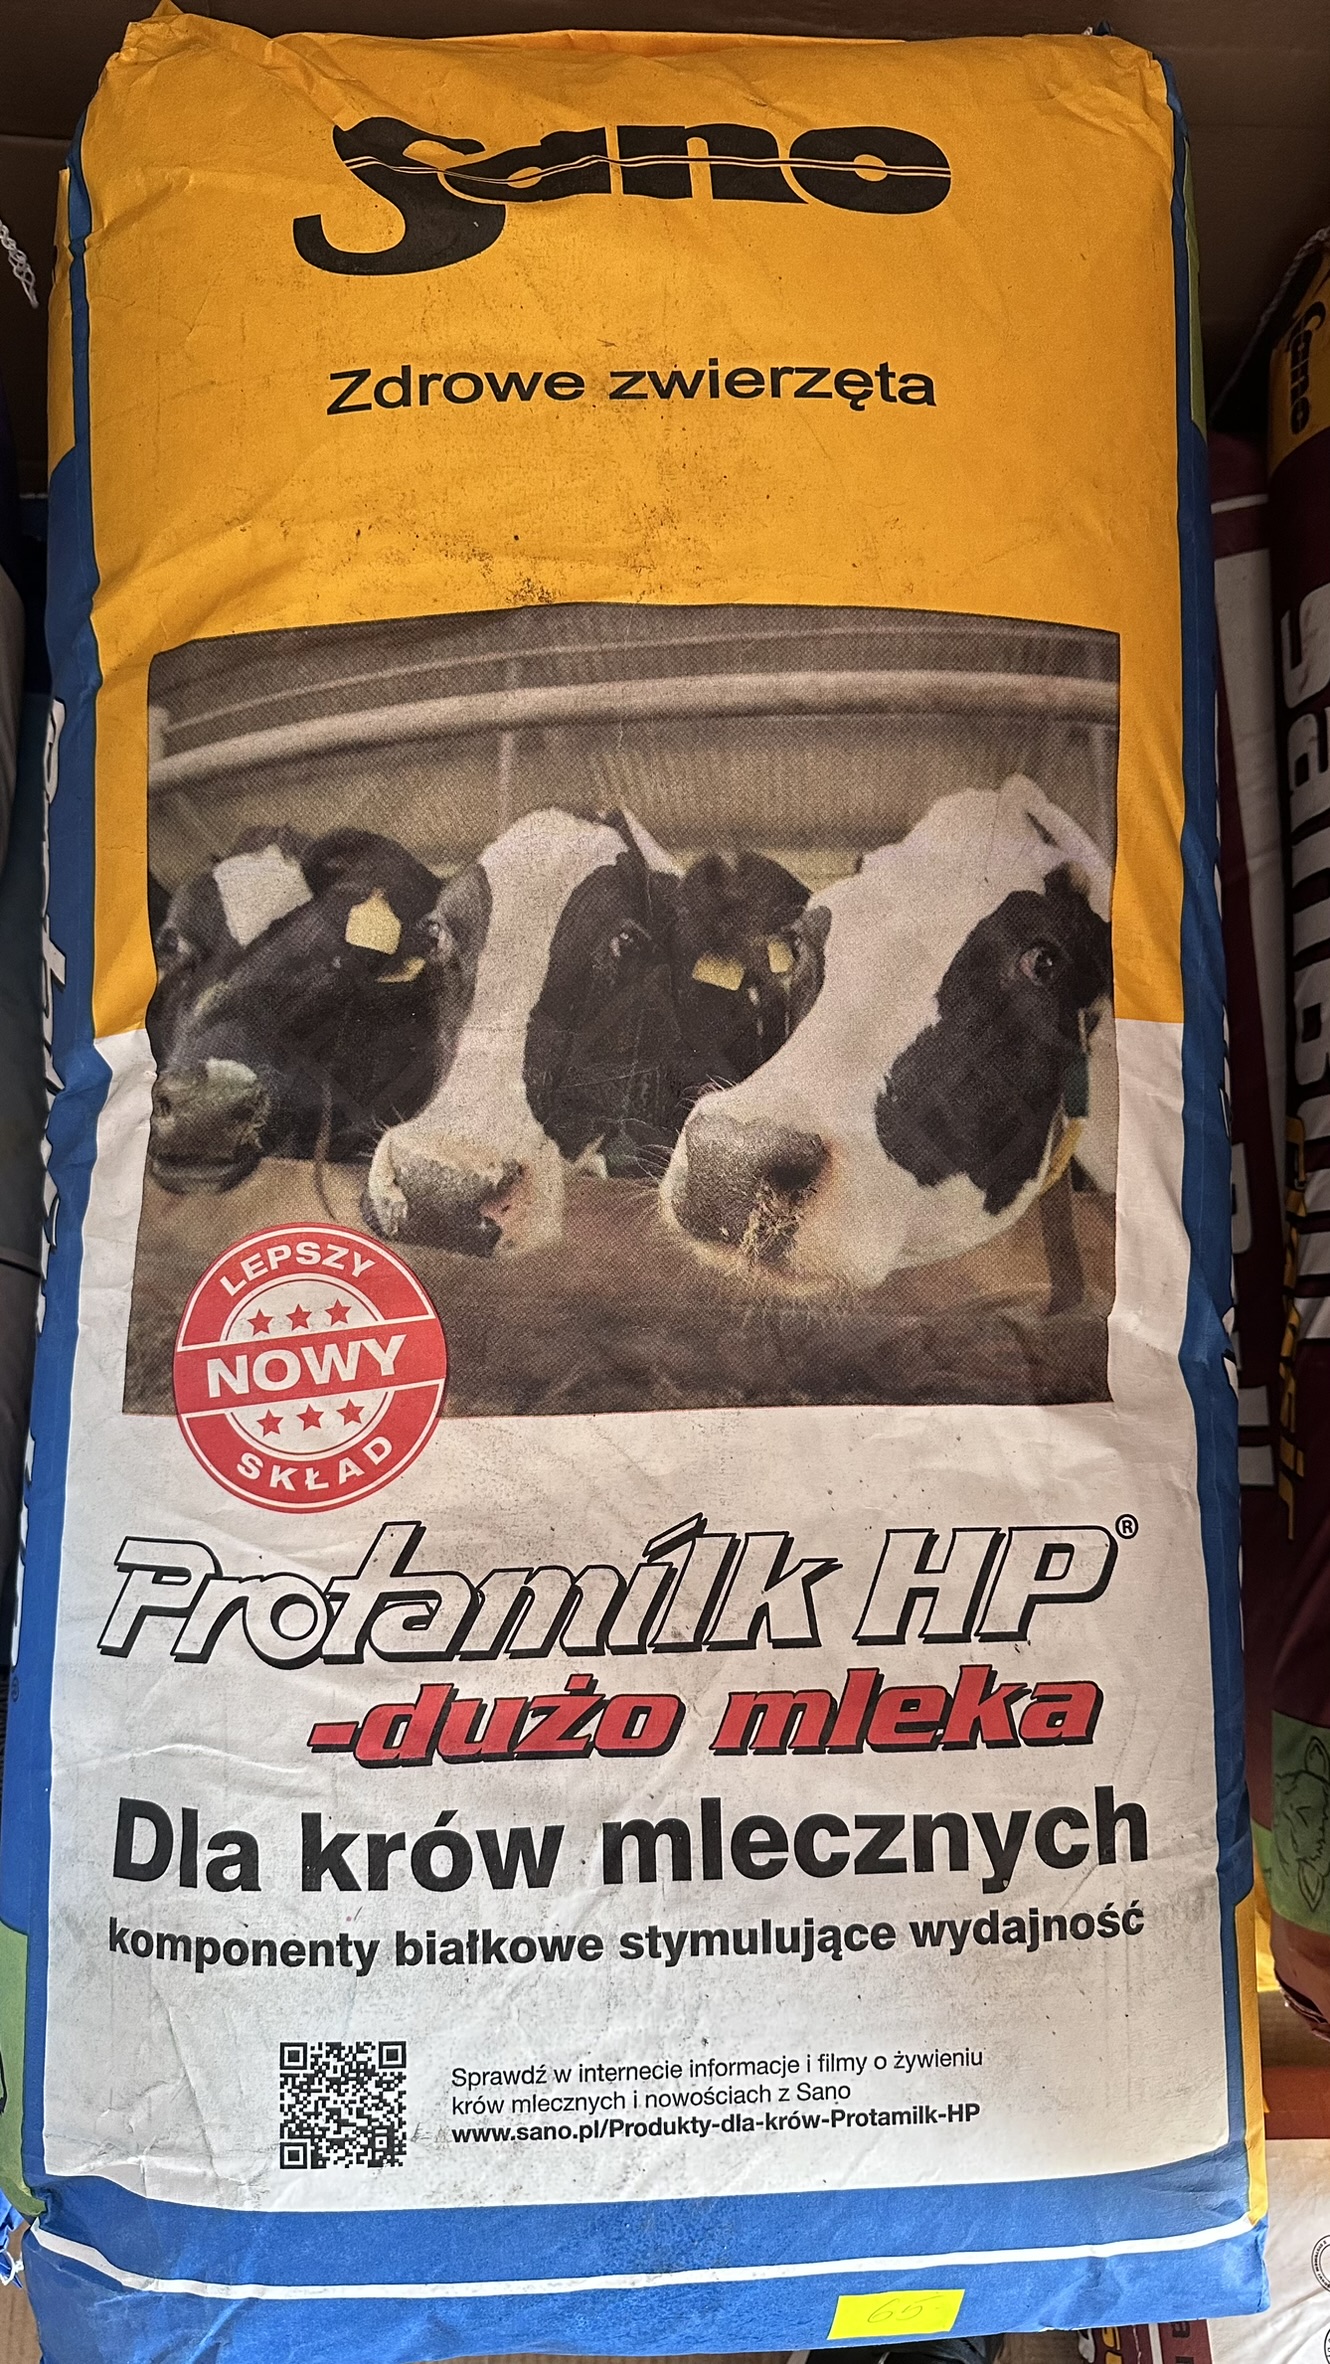 Sano
Zdrowe zwierzęta
LEPSZY
NOWY
SKŁAD
Protamilk HP®
-dużo mleka
Dla krów mlecznych
komponenty białkowe stymulujące wydajność
Sprawdź w internecie informacje i filmy o żywieniu
krów mlecznych i nowościach z Sano
www.sano.pl/Produkty-dla-krów-Protamilk-HP
65-
Sano